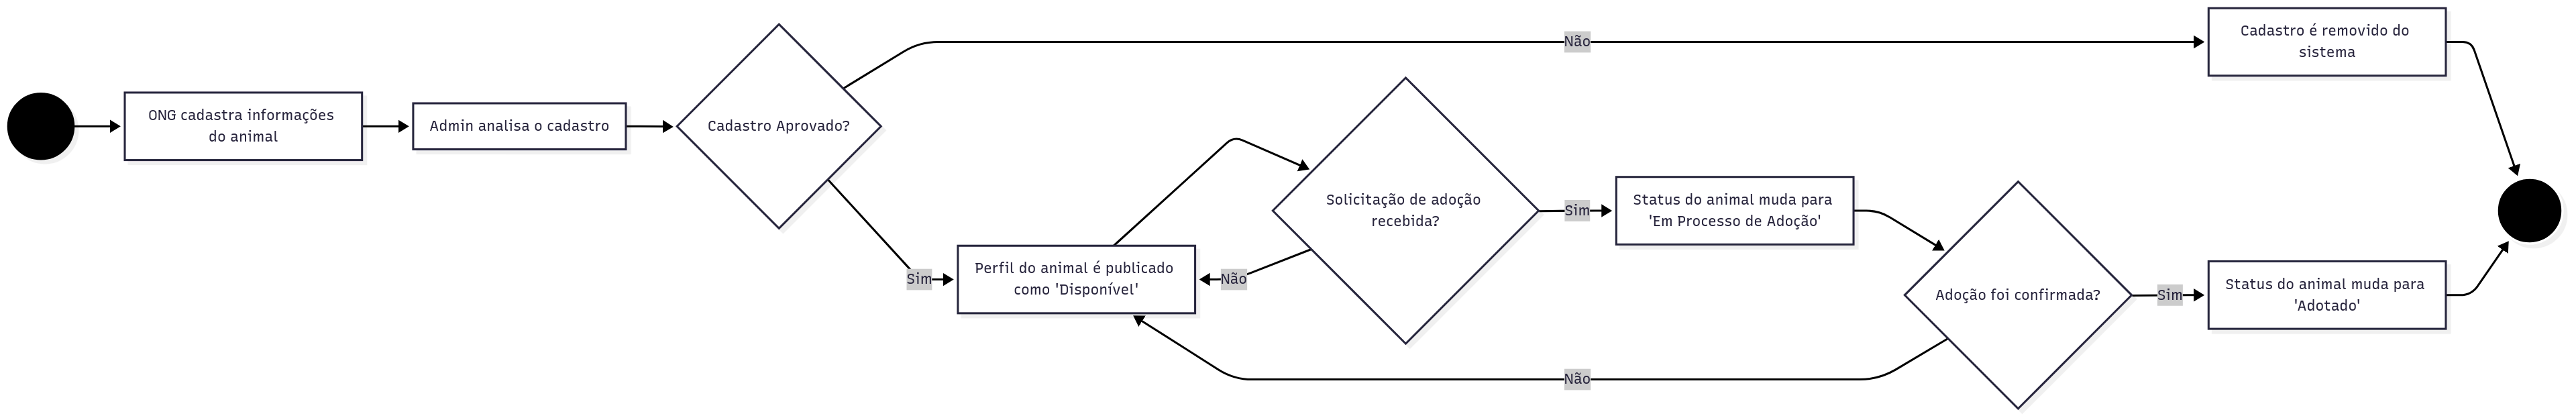 ONG cadastra informações
do animal
Admin analisa o cadastro
Cadastro Aprovado?
Não
Cadastro é removido do
sistema
Sim
Perfil do animal é publicado
como 'Disponível'
Não
Solicitação de adoção
recebida?
Sim
Status do animal muda para
'Em Processo de Adoção'
Adoção foi confirmada?
Sim
Status do animal muda para
'Adotado'
Não